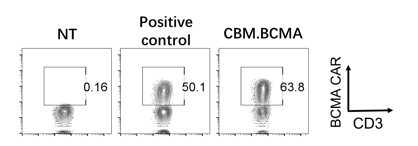 NT
Positive
control
CBM.BCMA
0.16
50.1
63.8
BCMA CAR
CD3